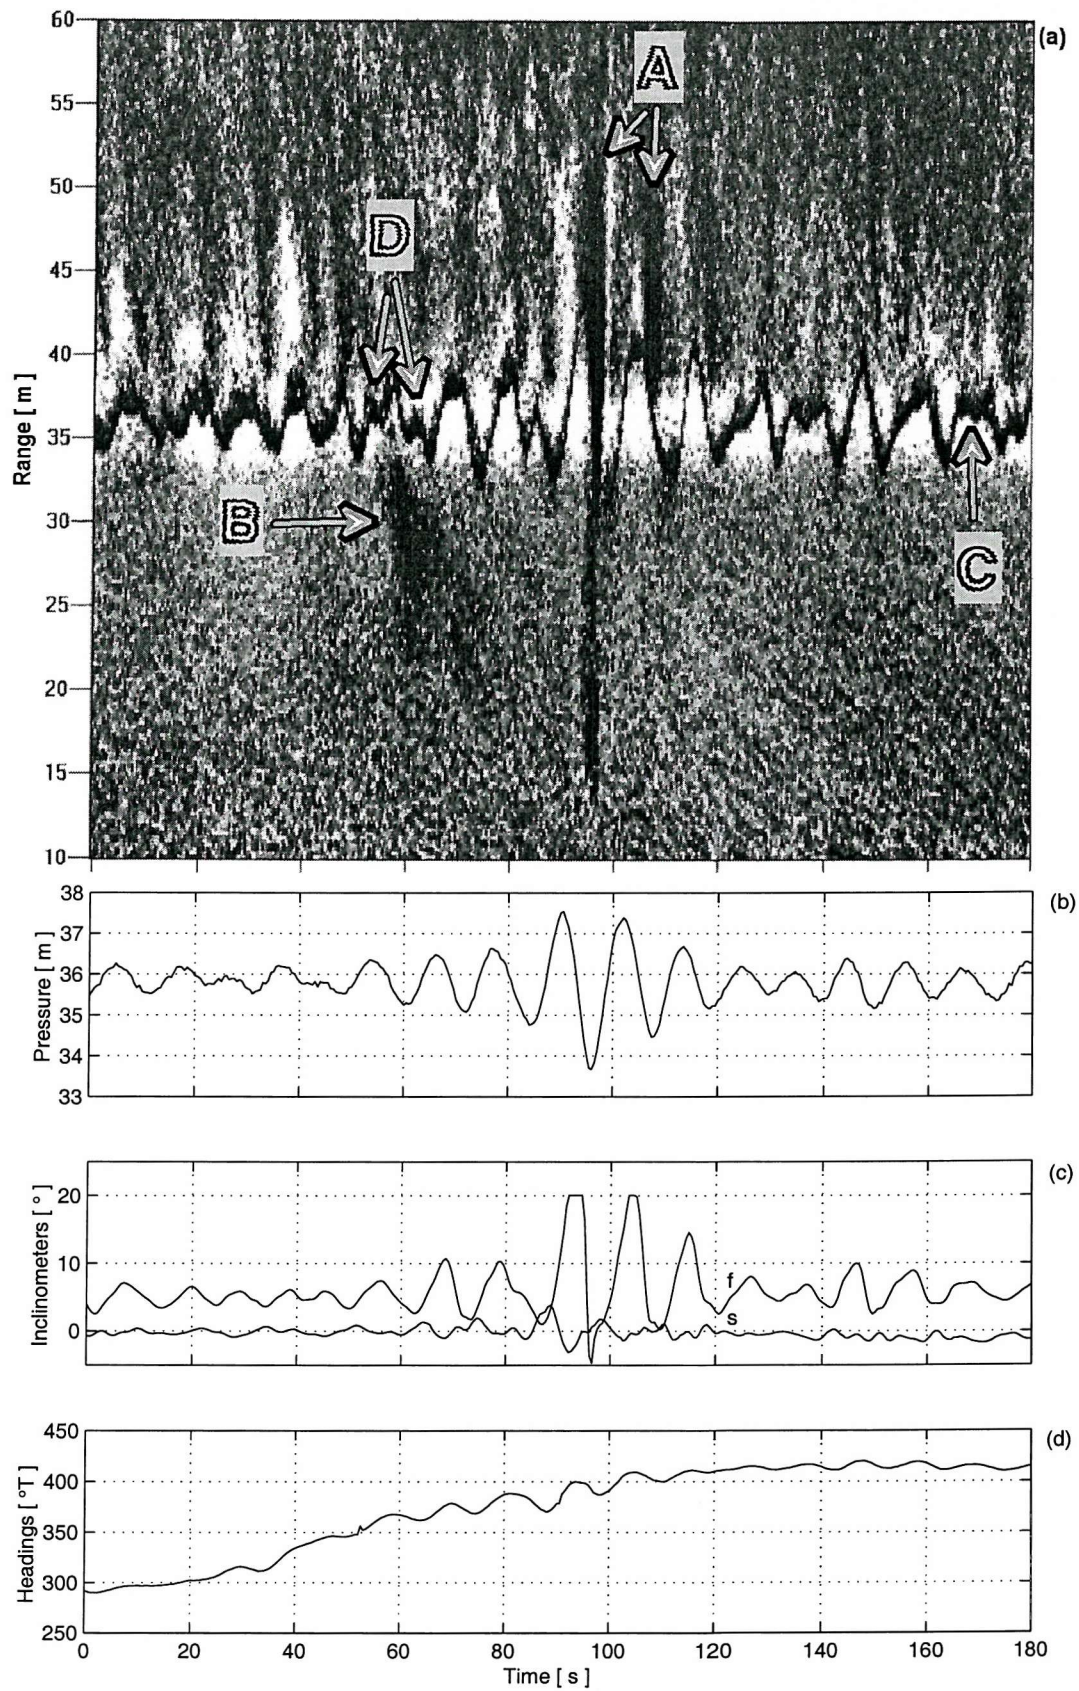 (a)
60
55
50
45
40
35
30
25
20
15
10
Range [ m ]
A
D
B
C
(b)
38
37
36
35
34
33
Pressure [ m ]
(c)
20
10
0
Inclinometers [ ° ]
f
s
(d)
450
400
350
300
250
Headings [ °T ]
0 20 40 60 80 100 120 140 160 180
Time [ s ]